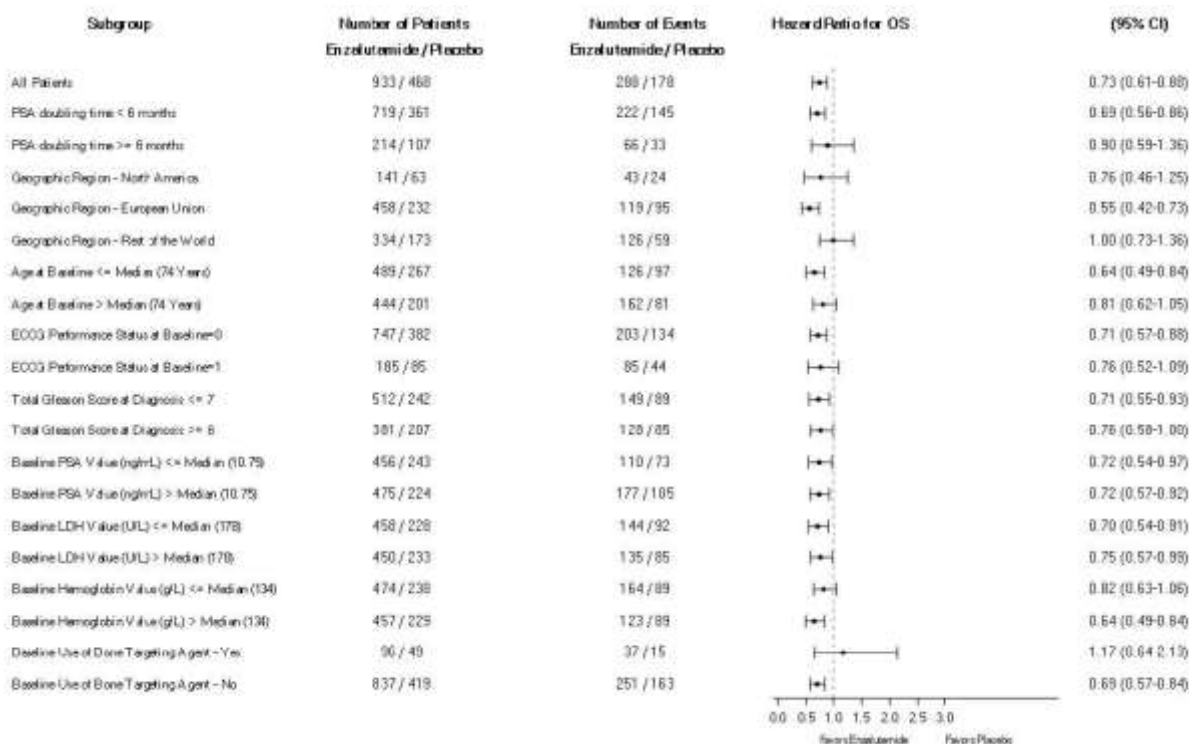 Subgroup Number of Patients Number of Events Hazard Ratio for OS (95% CI)
Enzalutamide / Placebo Enzalutamide / Placebo
All Patients 933 / 468 288 / 178 0.73 (0.61-0.88)
PSA doubling time < 6 months 719 / 361 222 / 145 0.69 (0.56-0.86)
PSA doubling time >= 6 months 214 / 107 66 / 33 0.90 (0.59-1.36)
Geographic Region - North America 141 / 63 43 / 24 0.76 (0.46-1.25)
Geographic Region - European Union 458 / 232 119 / 95 0.55 (0.42-0.73)
Geographic Region - Rest of the World 334 / 173 126 / 59 1.00 (0.73-1.36)
Age at Baseline <= Median (74 Years) 489 / 267 126 / 97 0.64 (0.49-0.84)
Age at Baseline > Median (74 Years) 444 / 201 162 / 81 0.81 (0.62-1.05)
ECOG Performance Status at Baseline=0 747 / 382 203 / 134 0.71 (0.57-0.88)
ECOG Performance Status at Baseline=1 185 / 85 85 / 44 0.76 (0.52-1.09)
Total Gleason Score at Diagnosis <= 7 512 / 242 149 / 89 0.71 (0.55-0.93)
Total Gleason Score at Diagnosis >= 8 381 / 207 128 / 85 0.76 (0.58-1.00)
Baseline PSA Value (ng/mL) <= Median (10.75) 456 / 243 110 / 73 0.72 (0.54-0.97)
Baseline PSA Value (ng/mL) > Median (10.75) 475 / 224 177 / 105 0.72 (0.57-0.92)
Baseline LDH Value (U/L) <= Median (178) 458 / 228 144 / 92 0.70 (0.54-0.91)
Baseline LDH Value (U/L) > Median (178) 450 / 233 135 / 85 0.75 (0.57-0.99)
Baseline Hemoglobin Value (g/L) <= Median (134) 474 / 238 164 / 89 0.82 (0.63-1.06)
Baseline Hemoglobin Value (g/L) > Median (134) 457 / 229 123 / 89 0.64 (0.49-0.84)
Baseline Use of Bone Targeting Agent - Yes 96 / 49 37 / 15 1.17 (0.64-2.13)
Baseline Use of Bone Targeting Agent - No 837 / 419 251 / 163 0.69 (0.57-0.84)
0.0 0.5 1.0 1.5 2.0 2.5 3.0
Favors Enzalutamide Favors Placebo